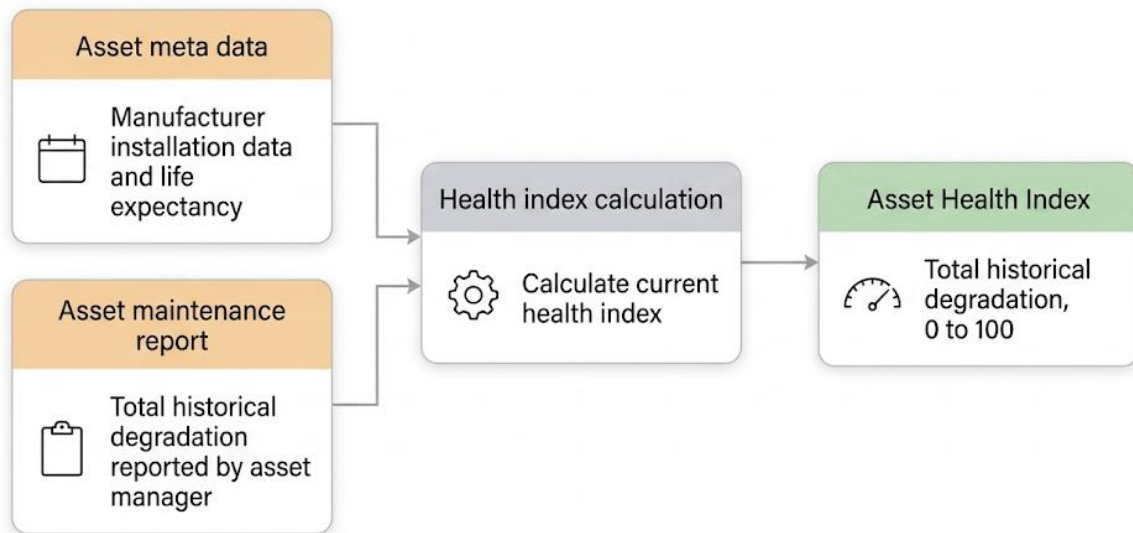 Asset meta data
Manufacturer
installation data
and life
expectancy
Asset maintenance
report
Total historical
degradation
reported by asset
manager
Health index calculation
Calculate current
health index
Asset Health Index
Total historical
degradation,
0 to 100